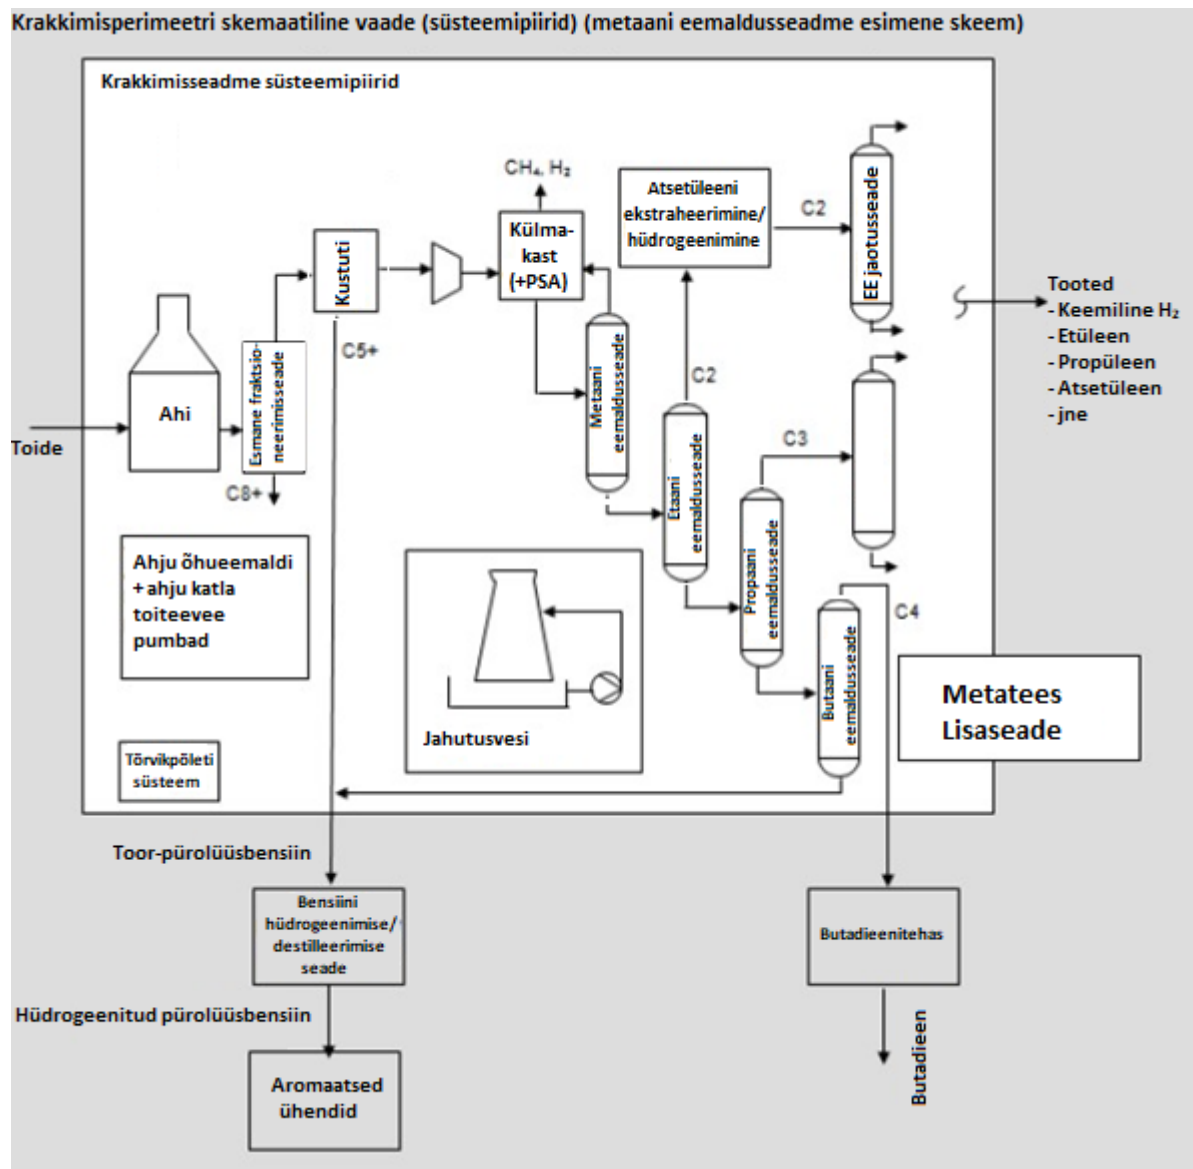 Krakkimisperimeetri skemaatiline vaade (süsteemipiirid) (metaani eemaldusseadme esimene skeem)
Krakkimisseadme süsteemipiirid
CH₄, H₂
Atsetüleeni
ekstraheerimine/
hüdrogeenimine
C2
EE jaotusseade
Külma-
kast
(+PSA)
Kustuti
Tooted
- Keemiline H₂
- Etüleen
- Propüleen
- Atsetüleen
- jne
C5+
C2
Ahi
Esmane fraktsio-
neerimisseade
Metaani
eemaldusseade
Toide
C8+
C3
Etaani
eemaldusseade
Propaani
eemaldusseade
Ahju õhueemaldi
+ ahju katla
toiteevee
pumbad
C4
Butaani
eemaldusseade
Metatees
Lisaseade
Jahutusvesi
Tõrvikpõleti
süsteem
Toor-pürolüüsbensiin
Bensiini
hüdrogeenimise/
destilleerimise
seade
Butadieenitehas
Hüdrogeenitud pürolüüsbensiin
Butadieen
Aromaatsed
ühendid